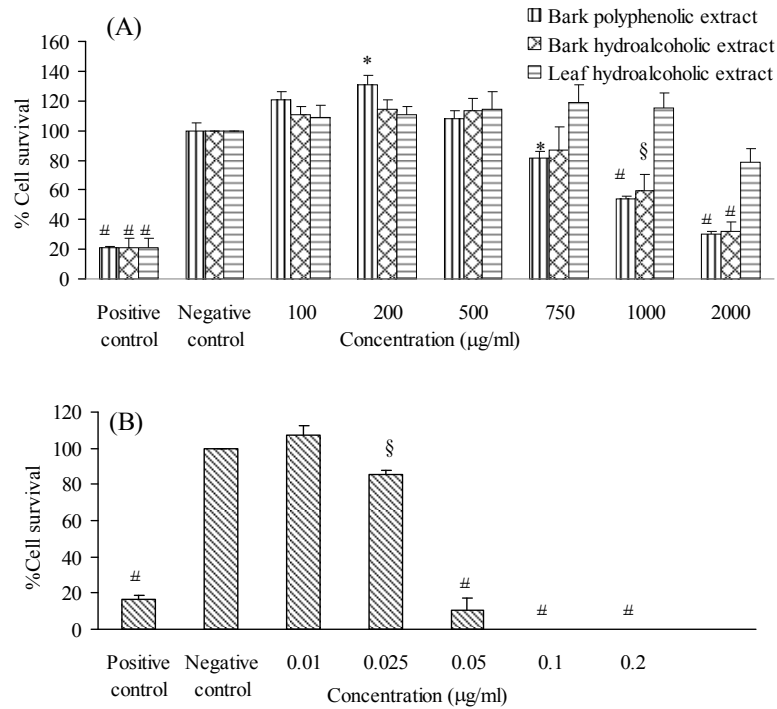 (A)
Bark polyphenolic extract
Bark hydroalcoholic extract
Leaf hydroalcoholic extract
160
140
120
100
80
60
40
20
0
% Cell survival
# # #
*
*
#
§
# #
Positive control
Negative control
100
200
500
750
1000
2000
Concentration (µg/ml)
(B)
120
100
80
60
40
20
0
%Cell survival
#
§
#
#
#
Positive control
Negative control
0.01
0.025
0.05
0.1
0.2
Concentration (µg/ml)